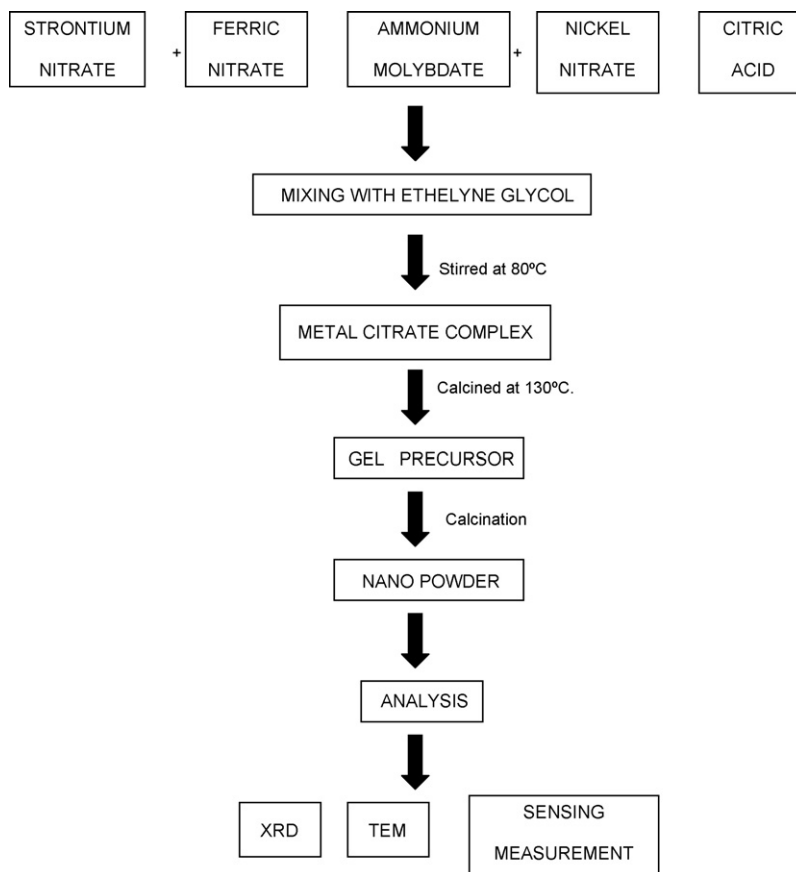 STRONTIUM
NITRATE
+
FERRIC
NITRATE
AMMONIUM
MOLYBDATE
+
NICKEL
NITRATE
CITRIC
ACID
MIXING WITH ETHELYNE GLYCOL
Stirred at 80ºC
METAL CITRATE COMPLEX
Calcined at 130ºC.
GEL PRECURSOR
Calcination
NANO POWDER
ANALYSIS
XRD
TEM
SENSING
MEASUREMENT